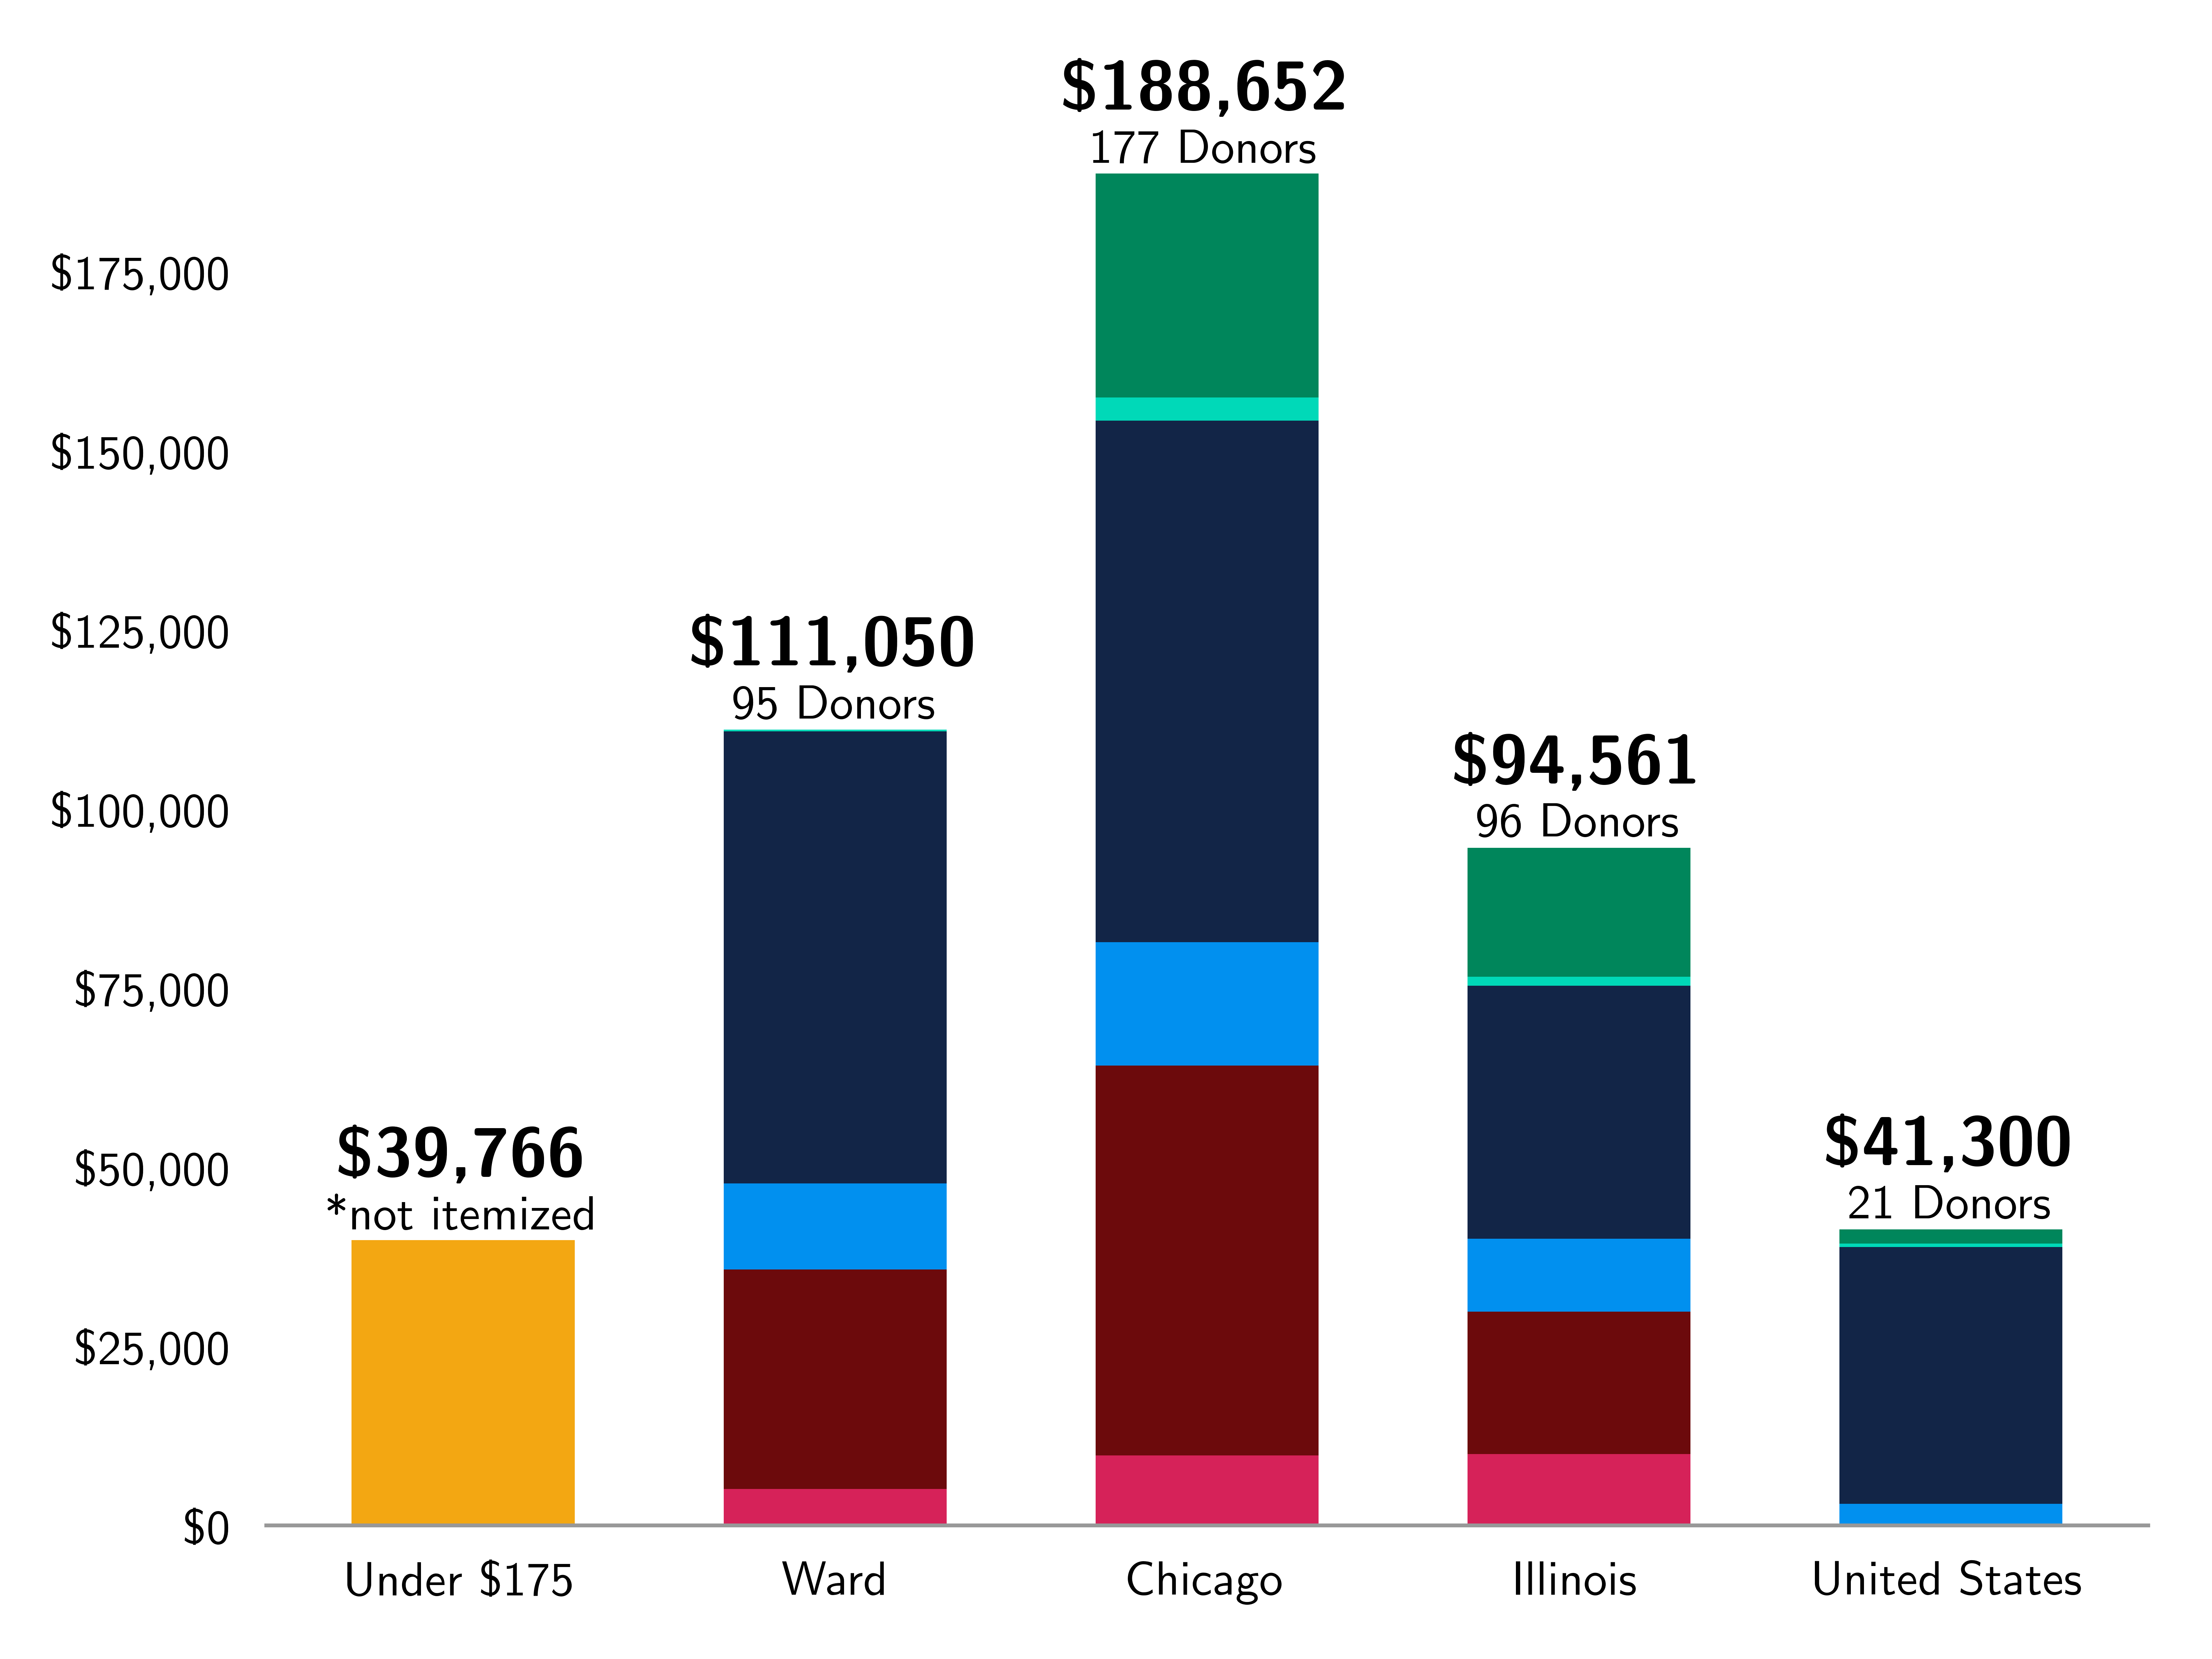 $188,652
177 Donors
$175,000
$150,000
$125,000
$111,050
95 Donors
$100,000
$94,561
96 Donors
$75,000
$50,000
$39,766
*not itemized
$41,300
21 Donors
$25,000
$0
Under $175
Ward
Chicago
Illinois
United States